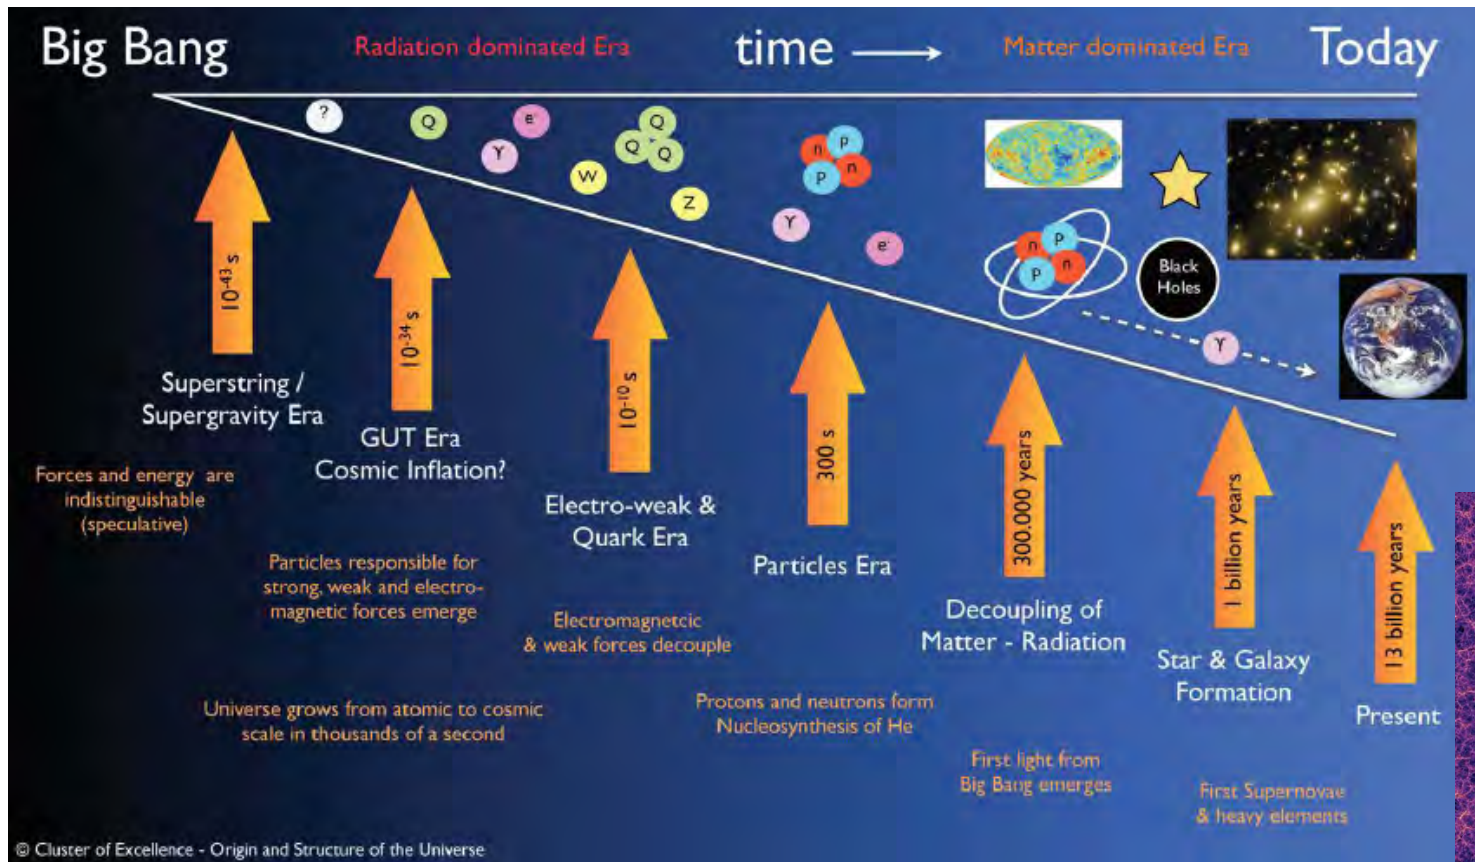 Big Bang
Radiation dominated Era
time
Matter dominated Era
Today
?
Q
e-
Q
Q
Q
ϒ
W
Z
n
P
P
n
ϒ
e-
n
P
P
n
Black
Holes
ϒ
10-43 s
10-34 s
10-10 s
300 s
300.000 years
1 billion years
13 billion years
Superstring /
Supergravity Era
GUT Era
Cosmic Inflation?
Electro-weak &
Quark Era
Particles Era
Decoupling of
Matter - Radiation
Star & Galaxy
Formation
Present
Forces and energy are
indistinguishable
(speculative)
Particles responsible for
strong, weak and electro-
magnetic forces emerge
Electromagnetcic
& weak forces decouple
Universe grows from atomic to cosmic
scale in thousands of a second
Protons and neutrons form
Nucleosynthesis of He
First light from
Big Bang emerges
First Supernovae
& heavy elements
© Cluster of Excellence - Origin and Structure of the Universe